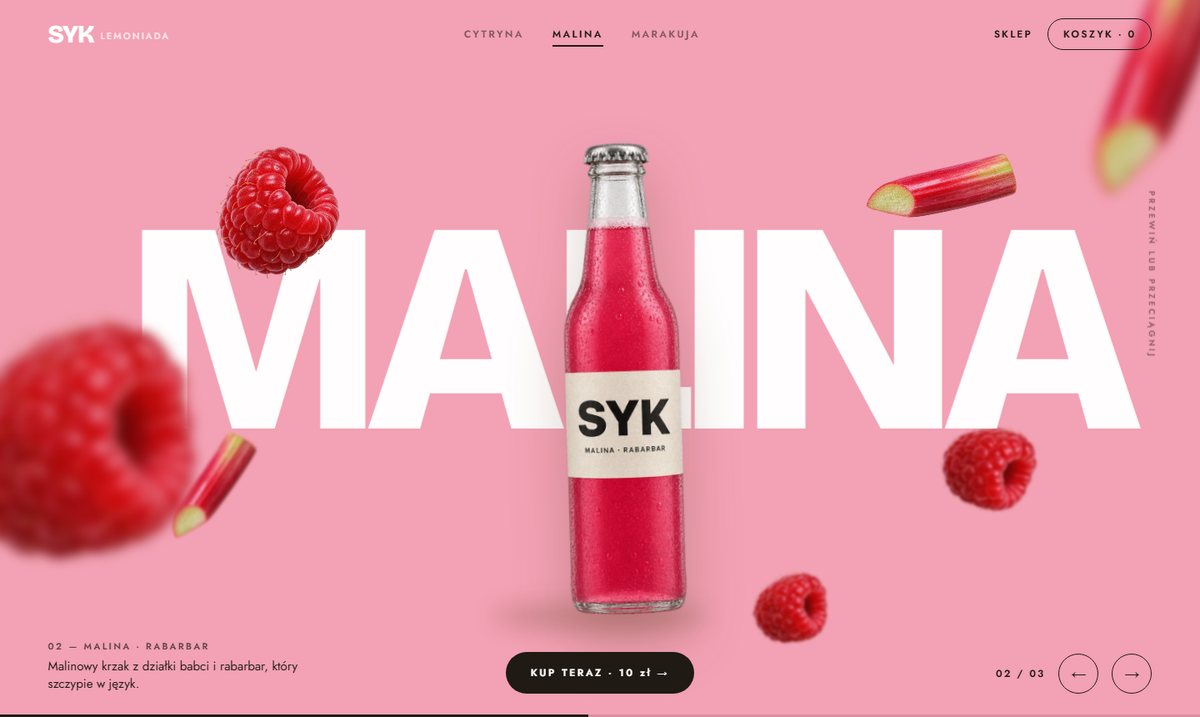 SYK LEMONIADA
CYTRYNA
MALINA
MARAKUJA
SKLEP
KOSZYK · 0
MALINA
PRZEWIŃ LUB PRZECIĄGNIJ
SYK
MALINA · RABARBAR
02 — MALINA · RABARBAR
Malinowy krzak z działki babci i rabarbar, który
szczypie w język.
KUP TERAZ · 10 zł →
02 / 03
← →